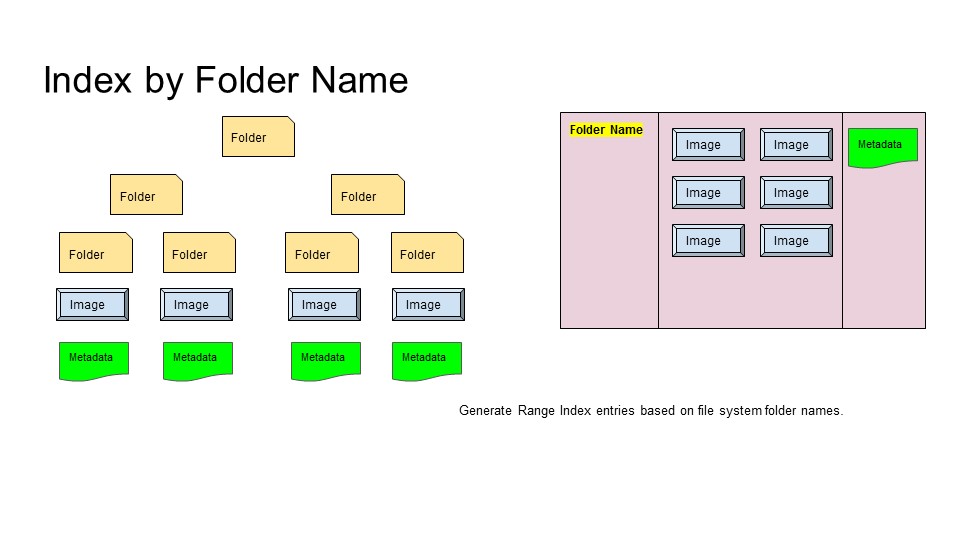 Index by Folder Name
Folder
Folder Folder
Folder Folder Folder Folder
Image Image Image Image
Metadata Metadata Metadata Metadata
Folder Name
Image Image
Image Image
Image Image
Metadata
Generate Range Index entries based on file system folder names.